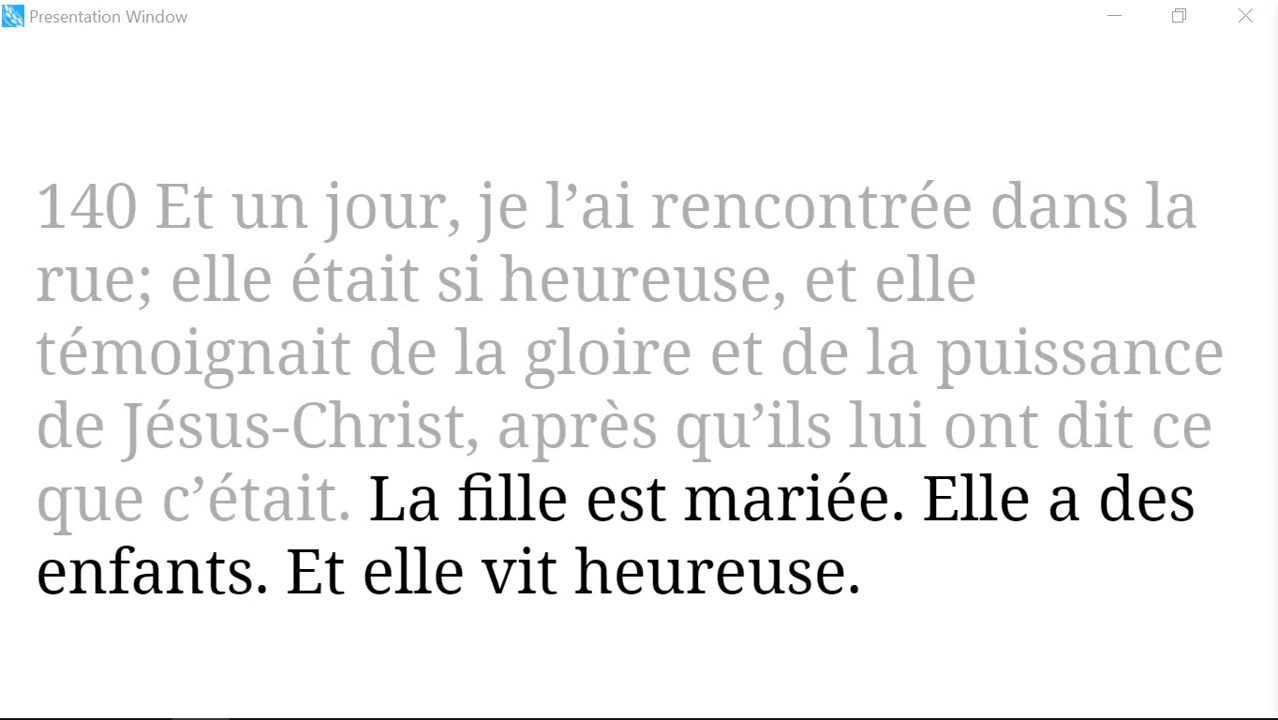 Presentation Window
140 Et un jour, je l’ai rencontrée dans la
rue; elle était si heureuse, et elle
témoignait de la gloire et de la puissance
de Jésus-Christ, après qu’ils lui ont dit ce
que c’était. La fille est mariée. Elle a des
enfants. Et elle vit heureuse.